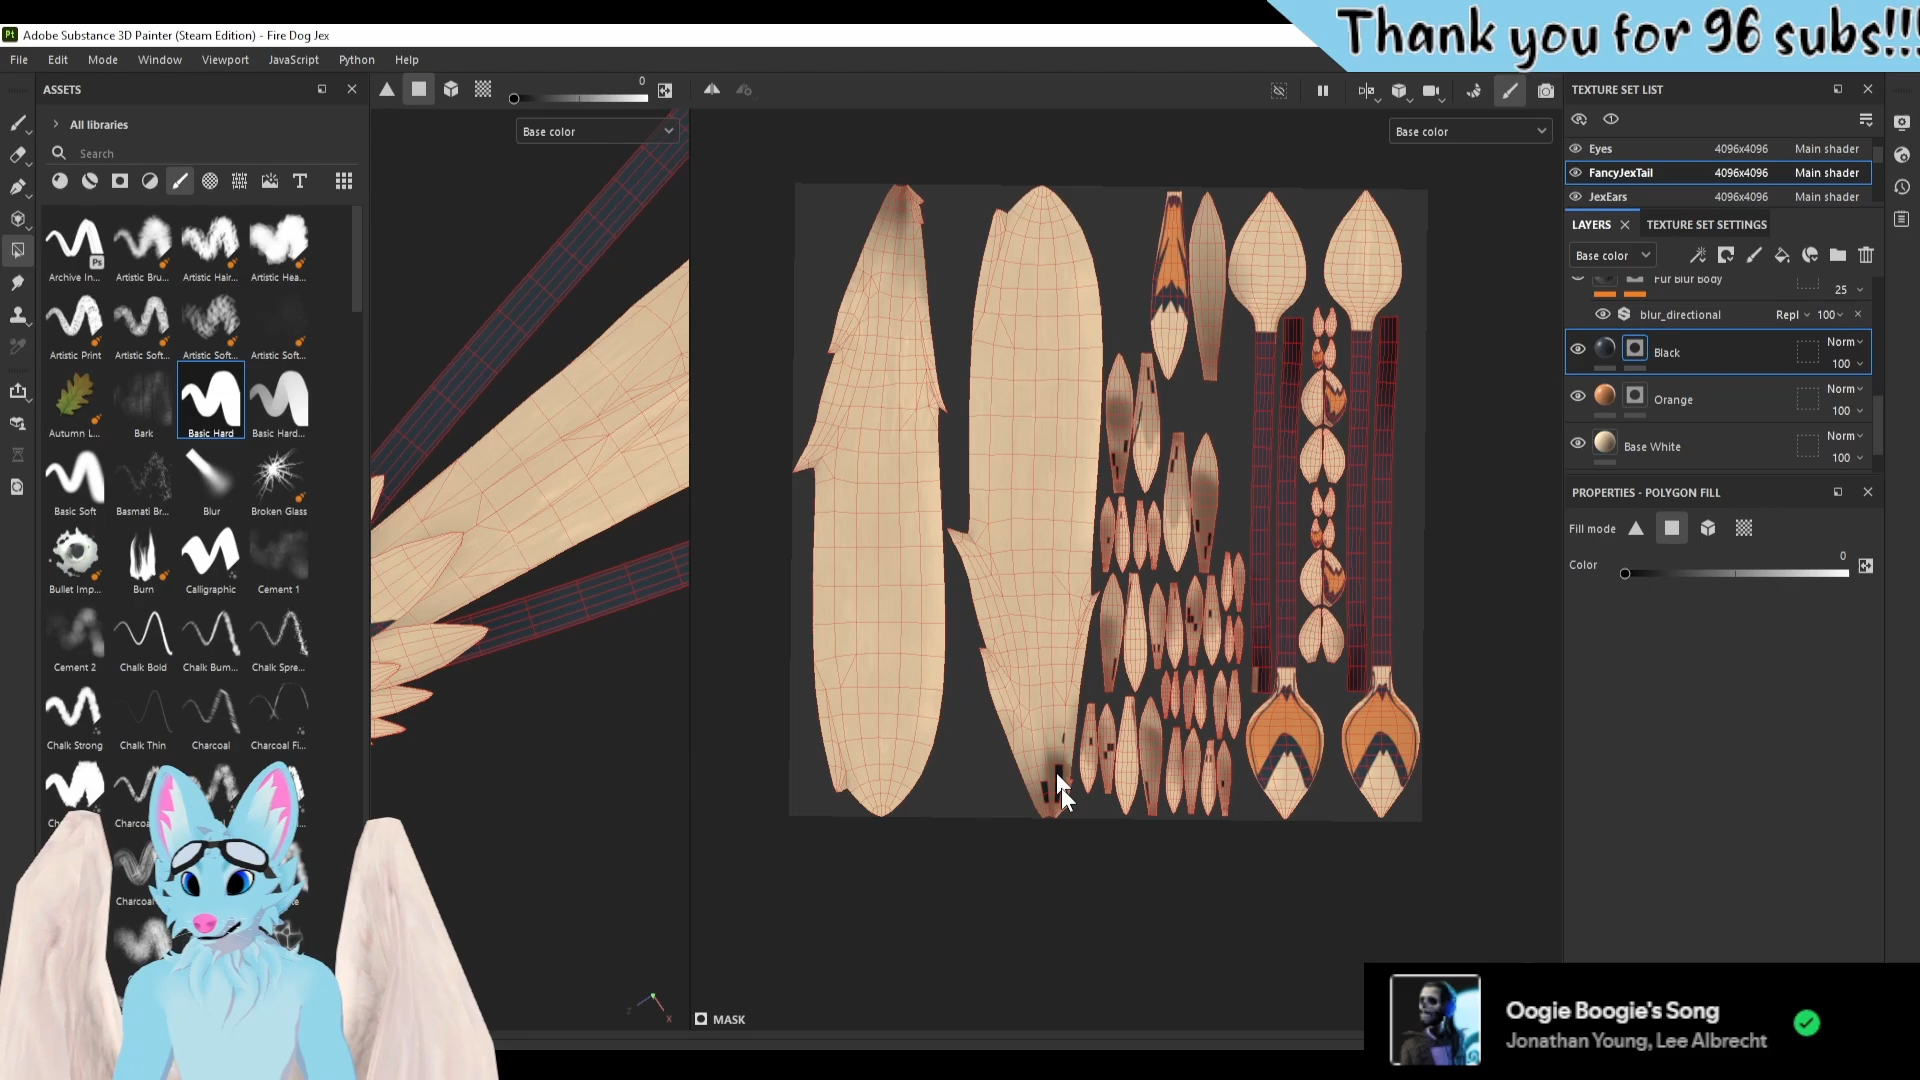 Thank you for 96 subs!!!
Adobe Substance 3D Painter (Steam Edition) - Fire Dog Jex
File Edit Mode Window Viewport JavaScript Python Help
ASSETS
0
TEXTURE SET LIST
All libraries
Base color
Base color
Search
Eyes 4096x4096 Main shader
FancyJexTail 4096x4096 Main shader
JexEars 4096x4096 Main shader
LAYERS TEXTURE SET SETTINGS
Base color
Fur Blur Body
25
blur_directional Repl 100
Black Norm
100
Orange Norm
100
Base White Norm
100
Archive In... Artistic Bru... Artistic Hair... Artistic Hea...
Artistic Print Artistic Soft... Artistic Soft... Artistic Soft...
Autumn L... Bark Basic Hard Basic Hard...
Basic Soft Basmati Br... Blur Broken Glass
Bullet Imp... Burn Calligraphic Cement 1
Cement 2 Chalk Bold Chalk Bum... Chalk Spre...
Chalk Strong Chalk Thin Charcoal Charcoal Fi...
PROPERTIES - POLYGON FILL
Fill mode
Color 0
MASK
Oogie Boogie's Song
Jonathan Young, Lee Albrecht